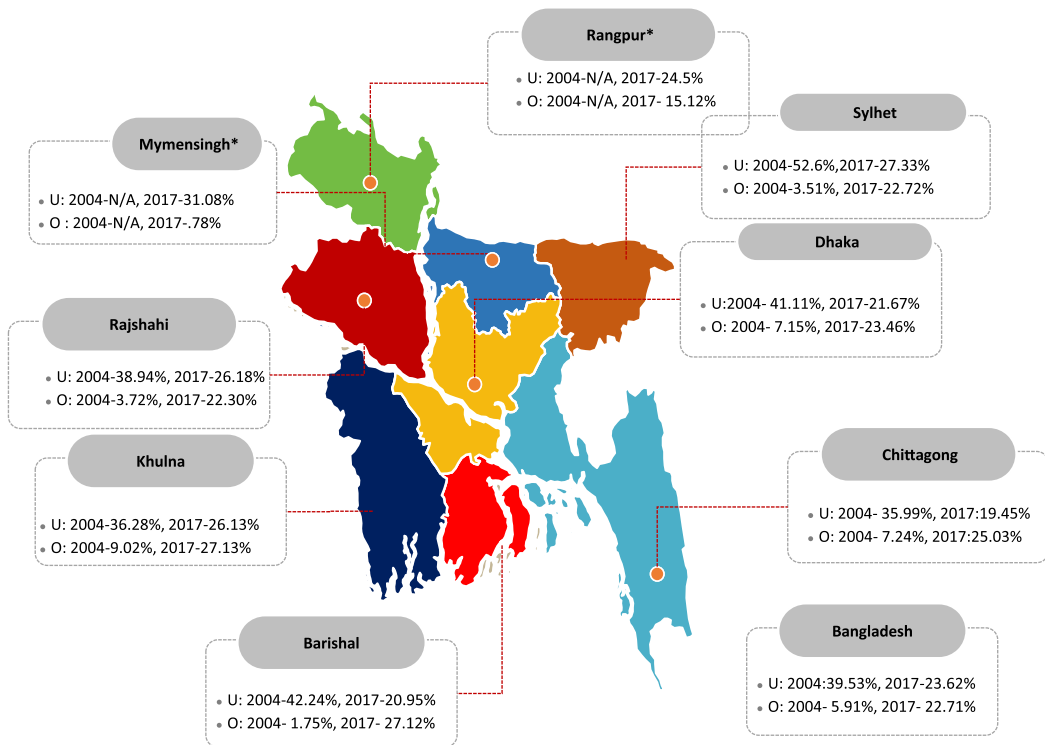 Rangpur*
U: 2004-N/A, 2017-24.5%
O: 2004-N/A, 2017- 15.12%
Sylhet
U: 2004-52.6%,2017-27.33%
O: 2004-3.51%, 2017-22.72%
Mymensingh*
U: 2004-N/A, 2017-31.08%
O : 2004-N/A, 2017-.78%
Dhaka
U:2004- 41.11%, 2017-21.67%
O: 2004- 7.15%, 2017-23.46%
Rajshahi
U: 2004-38.94%, 2017-26.18%
O: 2004-3.72%, 2017-22.30%
Khulna
U: 2004-36.28%, 2017-26.13%
O: 2004-9.02%, 2017-27.13%
Chittagong
U: 2004- 35.99%, 2017:19.45%
O: 2004- 7.24%, 2017:25.03%
Barishal
U: 2004-42.24%, 2017-20.95%
O: 2004- 1.75%, 2017- 27.12%
Bangladesh
U: 2004:39.53%, 2017-23.62%
O: 2004- 5.91%, 2017- 22.71%